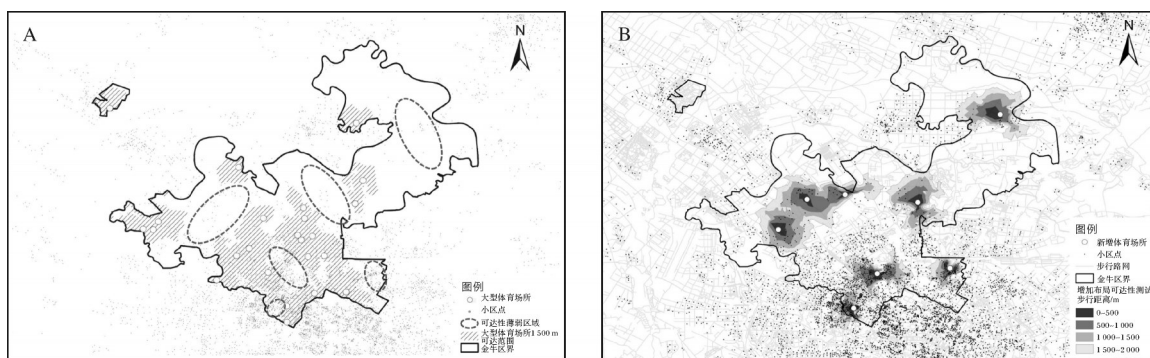 A
N
图例
大型体育场所
小区点
可达性薄弱区域
大型体育场所1 500 m
可达范围
金牛区界
B
N
图例
新增体育场所
小区点
步行路网
金牛区界
增加布局可达性测试
步行距离/m
0-500
500-1 000
1 000-1 500
1 500-2 000